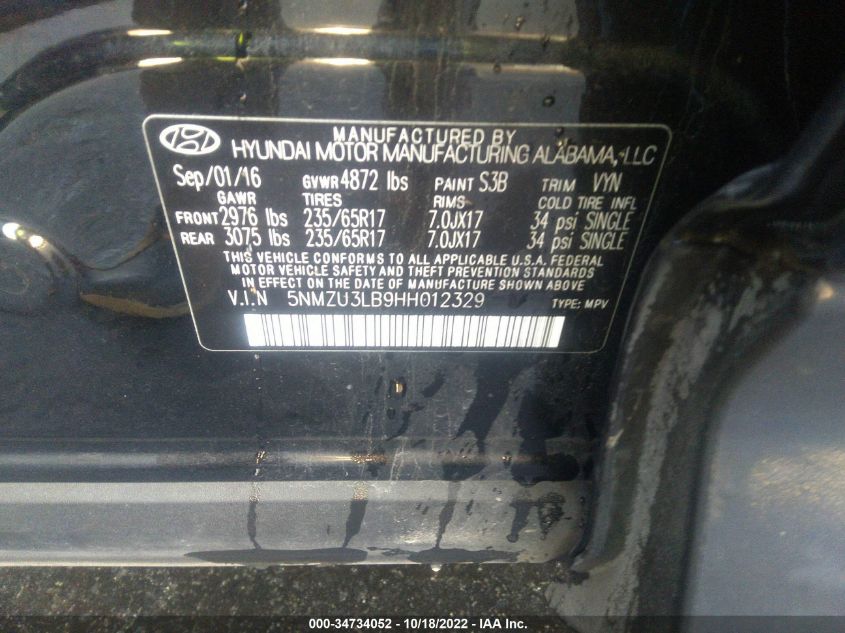 MANUFACTURED BY
HYUNDAI MOTOR MANUFACTURING ALABAMA, LLC
Sep/01/16 GVWR 4872 lbs PAINT S3B TRIM VYN
GAWR TIRES RIMS COLD TIRE INFL
FRONT 2976 lbs 235/65R17 7.0JX17 34 psi SINGLE
REAR 3075 lbs 235/65R17 7.0JX17 34 psi SINGLE
THIS VEHICLE CONFORMS TO ALL APPLICABLE U.S.A. FEDERAL
MOTOR VEHICLE SAFETY AND THEFT PREVENTION STANDARDS
IN EFFECT ON THE DATE OF MANUFACTURE SHOWN ABOVE
V.I.N 5NMZU3LB9HH012329 TYPE: MPV
000-34734052 - 10/18/2022 - IAA Inc.